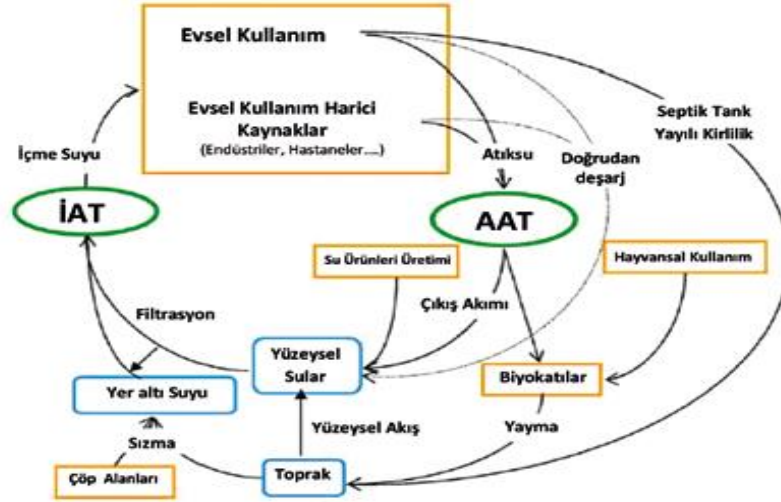 Evsel Kullanım
Evsel Kullanım Harici
Kaynaklar
(Endüstriler, Hastaneler....)
Septik Tank
Yayılı Kirlilik
İçme Suyu
Atıksu
Doğrudan
deşarj
İAT
AAT
Su Ürünleri Üretimi
Hayvansal Kullanım
Filtrasyon
Çıkış Akımı
Yüzeysel
Sular
Yer altı Suyu
Biyokatılar
Yüzeysel Akış
Yayma
Sızma
Çöp Alanları
Toprak